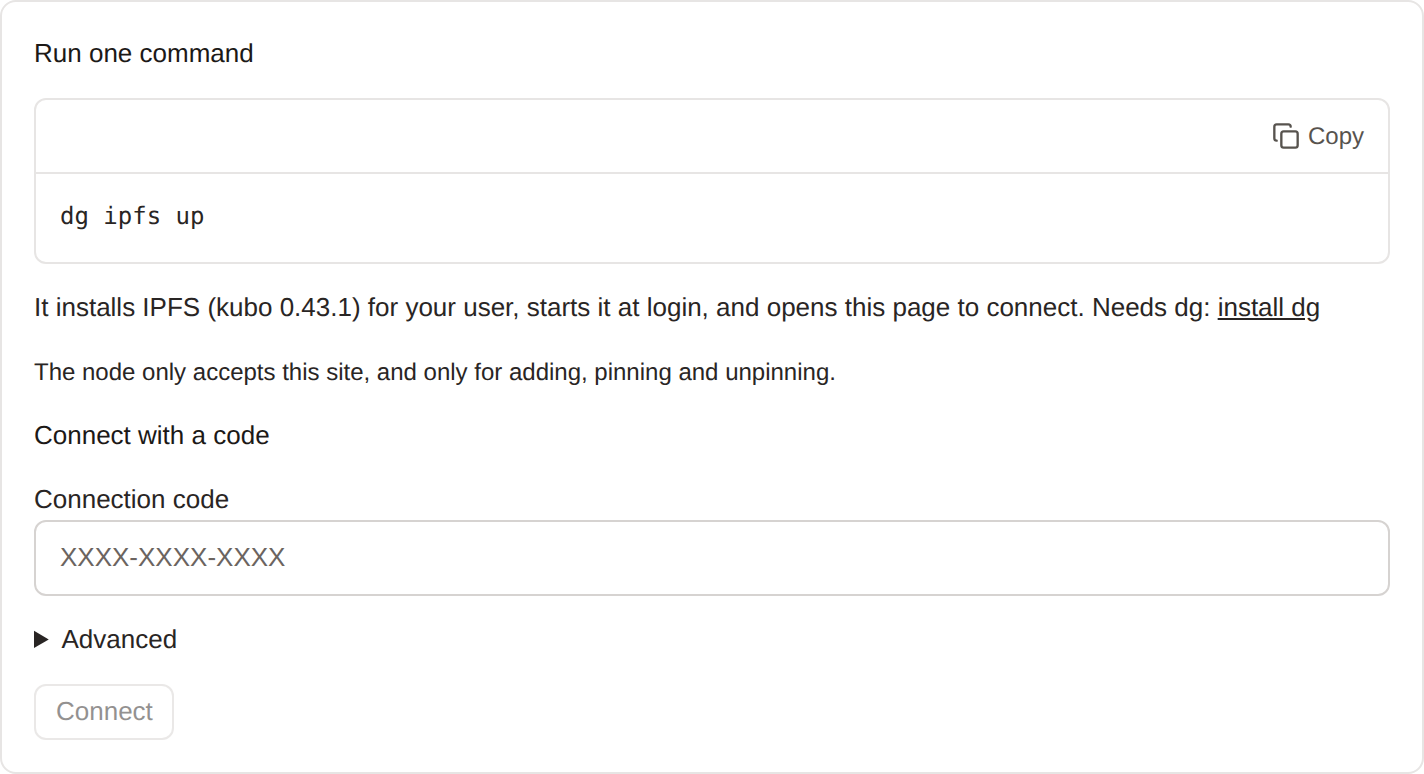 Run one command
Copy
dg ipfs up
It installs IPFS (kubo 0.43.1) for your user, starts it at login, and opens this page to connect. Needs dg: install dg
The node only accepts this site, and only for adding, pinning and unpinning.
Connect with a code
Connection code
XXXX-XXXX-XXXX
Advanced
Connect